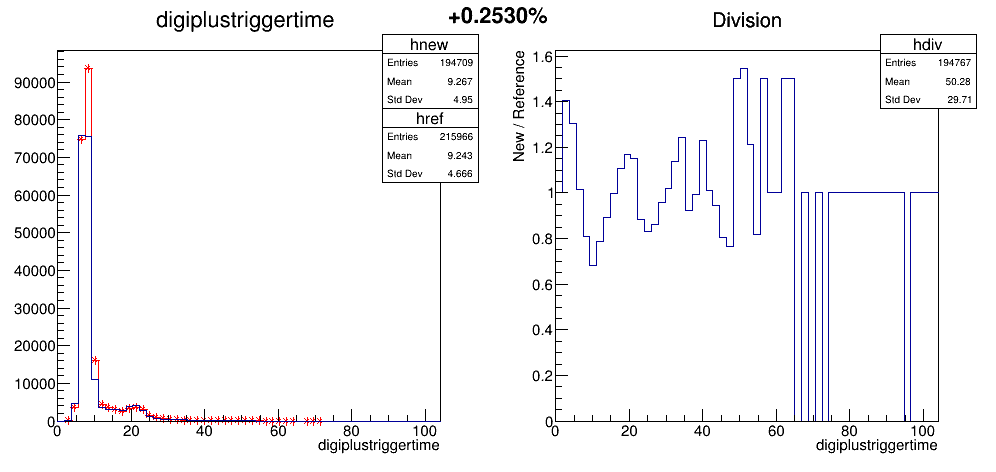 digiplustriggertime
+0.2530%
Division
hnew
Entries 194709
Mean 9.267
Std Dev 4.95
href
Entries 215966
Mean 9.243
Std Dev 4.666
90000
80000
70000
60000
50000
40000
30000
20000
10000
0
0 20 40 60 80 100
digiplustriggertime
hdiv
Entries 194767
Mean 50.28
Std Dev 29.71
New / Reference
1.6
1.4
1.2
1
0.8
0.6
0.4
0.2
0
0 20 40 60 80 100
digiplustriggertime